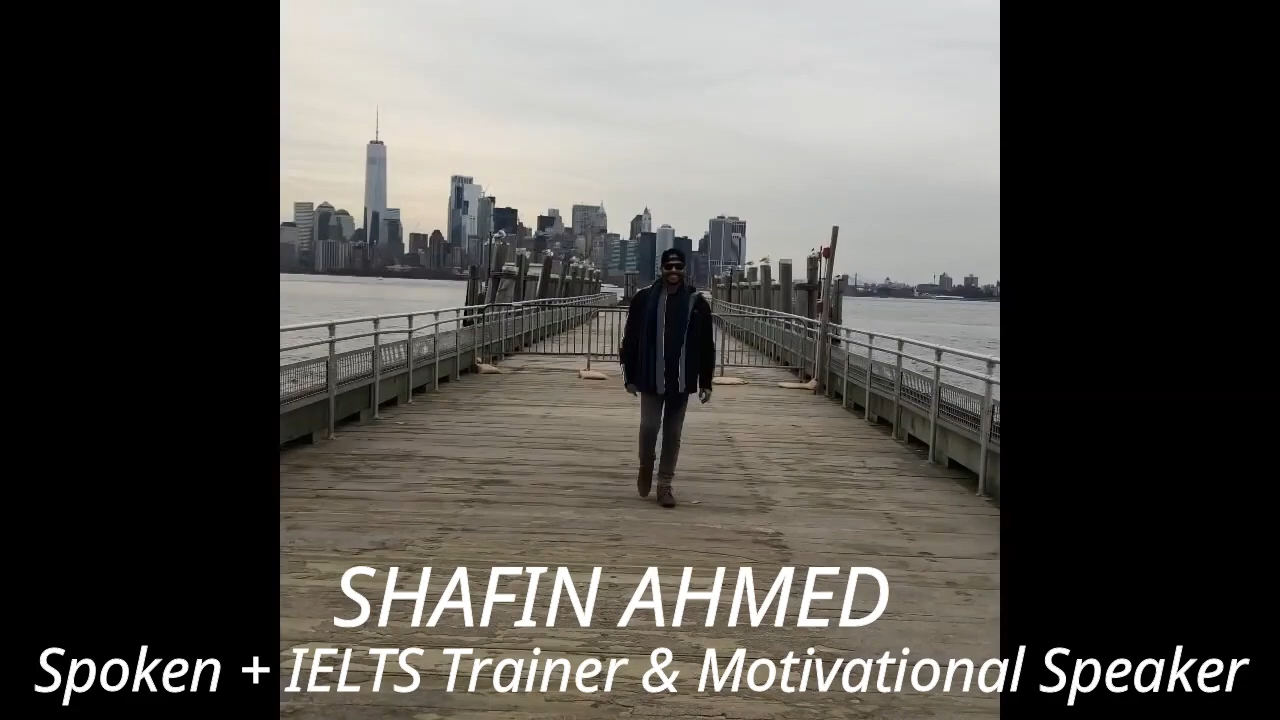 SHAFIN AHMED
Spoken + IELTS Trainer & Motivational Speaker